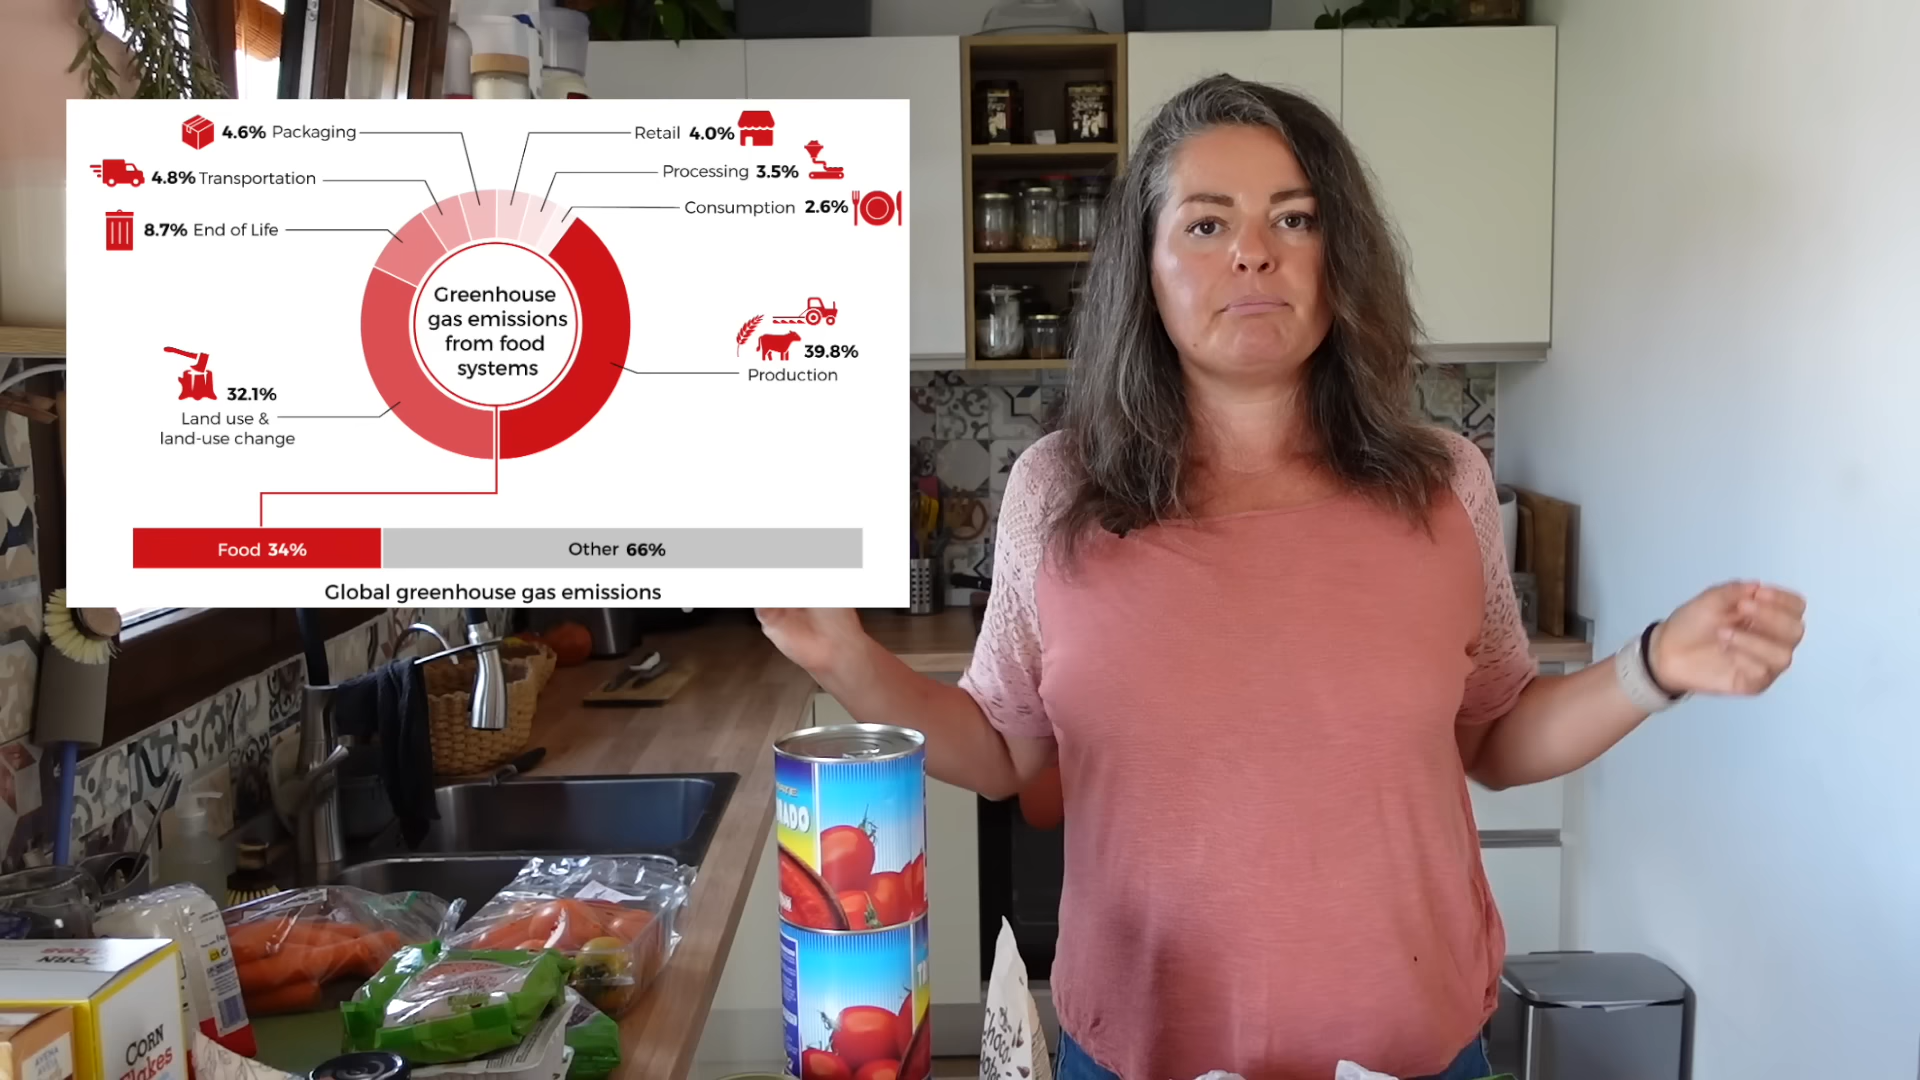 4.6% Packaging
Retail 4.0%
4.8% Transportation
Processing 3.5%
8.7% End of Life
Consumption 2.6%
Greenhouse
gas emissions
from food
systems
39.8%
Production
32.1%
Land use &
land-use change
Food 34%
Other 66%
Global greenhouse gas emissions
CORN
Flakes
AVENA